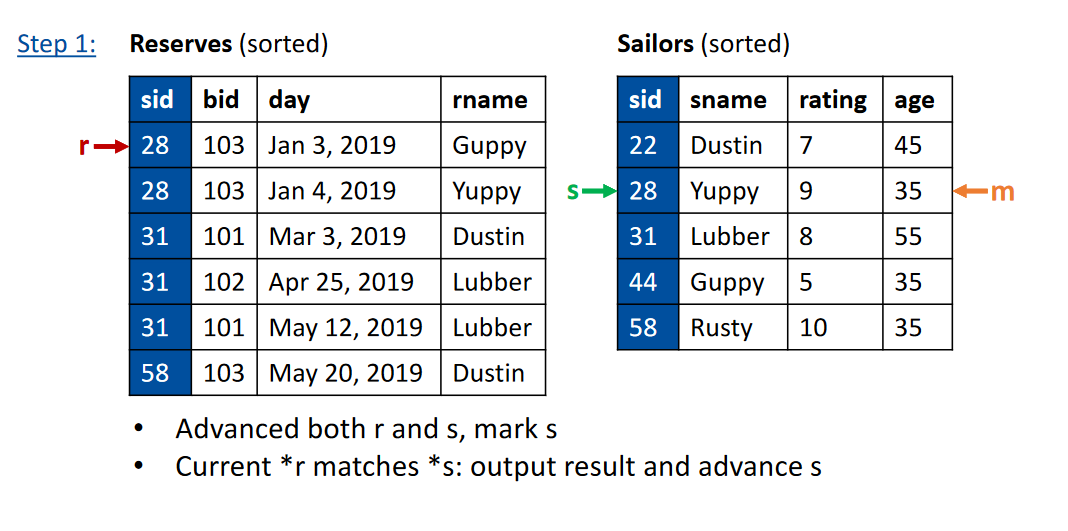 Step 1: Reserves (sorted) Sailors (sorted)
sid bid day rname sid sname rating age
r 28 103 Jan 3, 2019 Guppy 22 Dustin 7 45
28 103 Jan 4, 2019 Yuppy s 28 Yuppy 9 35 m
31 101 Mar 3, 2019 Dustin 31 Lubber 8 55
31 102 Apr 25, 2019 Lubber 44 Guppy 5 35
31 101 May 12, 2019 Lubber 58 Rusty 10 35
58 103 May 20, 2019 Dustin
• Advanced both r and s, mark s
• Current *r matches *s: output result and advance s